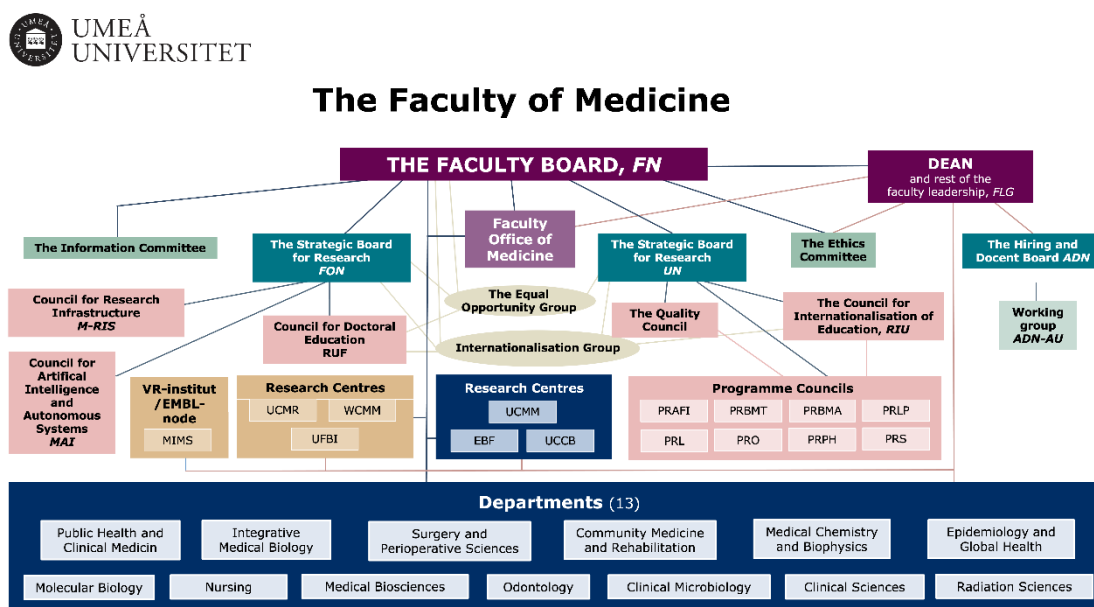 UMEÅ
UNIVERSITET
The Faculty of Medicine
THE FACULTY BOARD, FN
DEAN
and rest of the
faculty leadership, FLG
The Information Committee
The Strategic Board
for Research
FON
Faculty
Office of
Medicine
The Strategic Board
for Research
UN
The Ethics
Committee
The Hiring and
Docent Board ADN
Council for Research
Infrastructure
M-RIS
Council for Doctoral
Education
RUF
The Equal
Opportunity Group
Internationalisation Group
The Quality
Council
The Council for
Internationalisation of
Education, RIU
Working
group
ADN-AU
Council for
Artifical
Intelligence
and
Autonomous
Systems
MAI
VR-institut
/EMBL-
node
MIMS
Research Centres
UCMR
WCMM
UFBI
Research Centres
UCMM
EBF
UCCB
Programme Councils
PRAFI
PRBMT
PRBMA
PRLP
PRL
PRO
PRPH
PRS
Departments (13)
Public Health and
Clinical Medicin
Integrative
Medical Biology
Surgery and
Perioperative Sciences
Community Medicine
and Rehabilitation
Medical Chemistry
and Biophysics
Epidemiology and
Global Health
Molecular Biology
Nursing
Medical Biosciences
Odontology
Clinical Microbiology
Clinical Sciences
Radiation Sciences